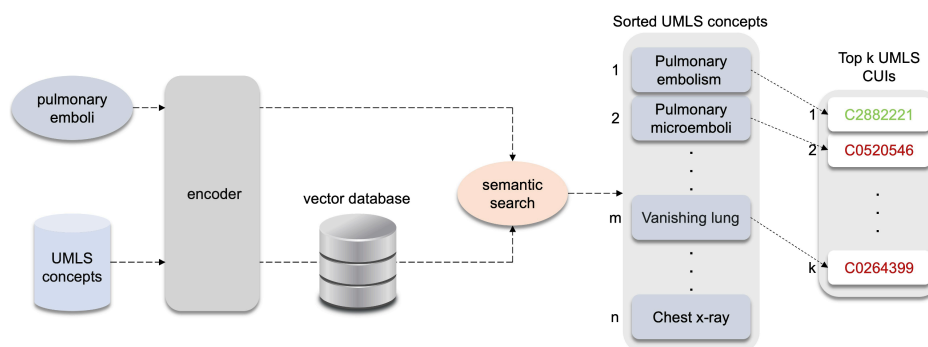 Sorted UMLS concepts
Top k UMLS
CUIs
pulmonary
emboli
UMLS
concepts
encoder
vector database
semantic
search
1
Pulmonary
embolism
2
Pulmonary
microemboli
m
Vanishing lung
n
Chest x-ray
1
C2882221
2
C0520546
k
C0264399